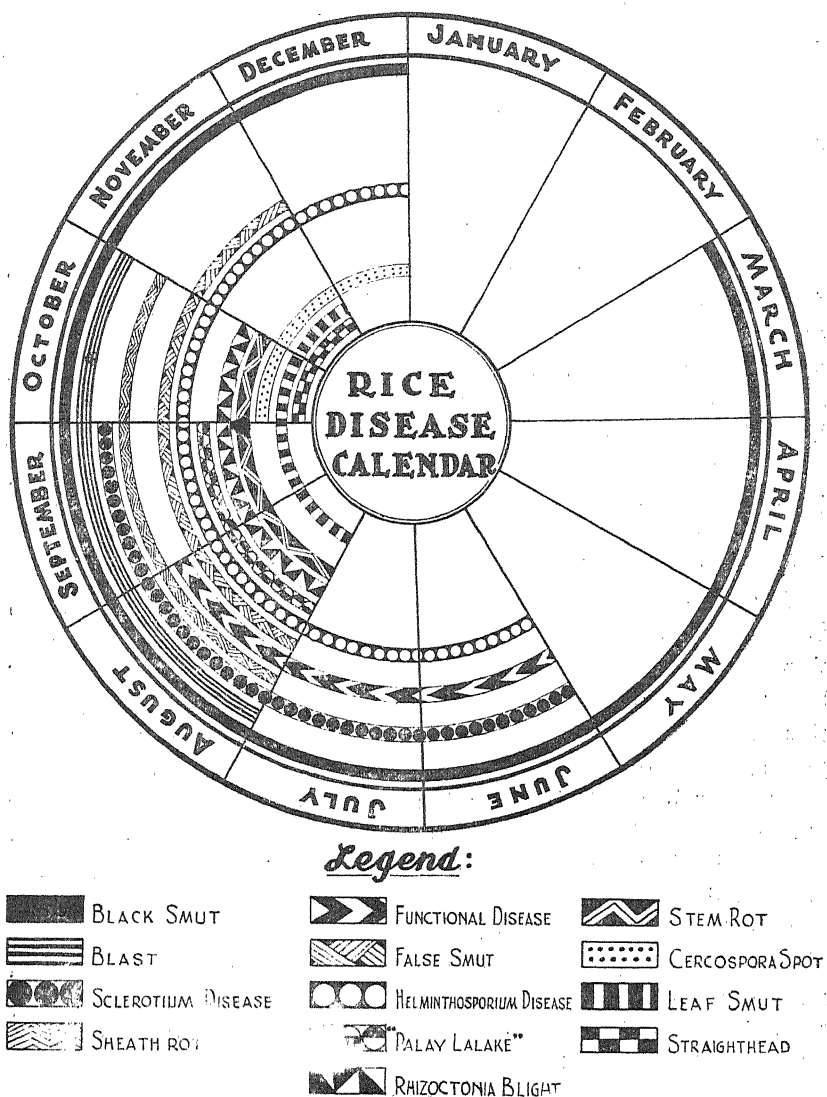 JANUARY
FEBRUARY
MARCH
APRIL
MAY
JUNE
JULY
AUGUST
SEPTEMBER
OCTOBER
NOVEMBER
DECEMBER
RICE
DISEASE
CALENDAR
Legend:
BLACK SMUT
BLAST
SCLEROTIUM DISEASE
SHEATH ROT
FUNCTIONAL DISEASE
FALSE SMUT
HELMINTHOSPORIUM DISEASE
"PALAY LALAKE"
RHIZOCTONIA BLIGHT
STEM ROT
CERCOSPORA SPOT
LEAF SMUT
STRAIGHTHEAD